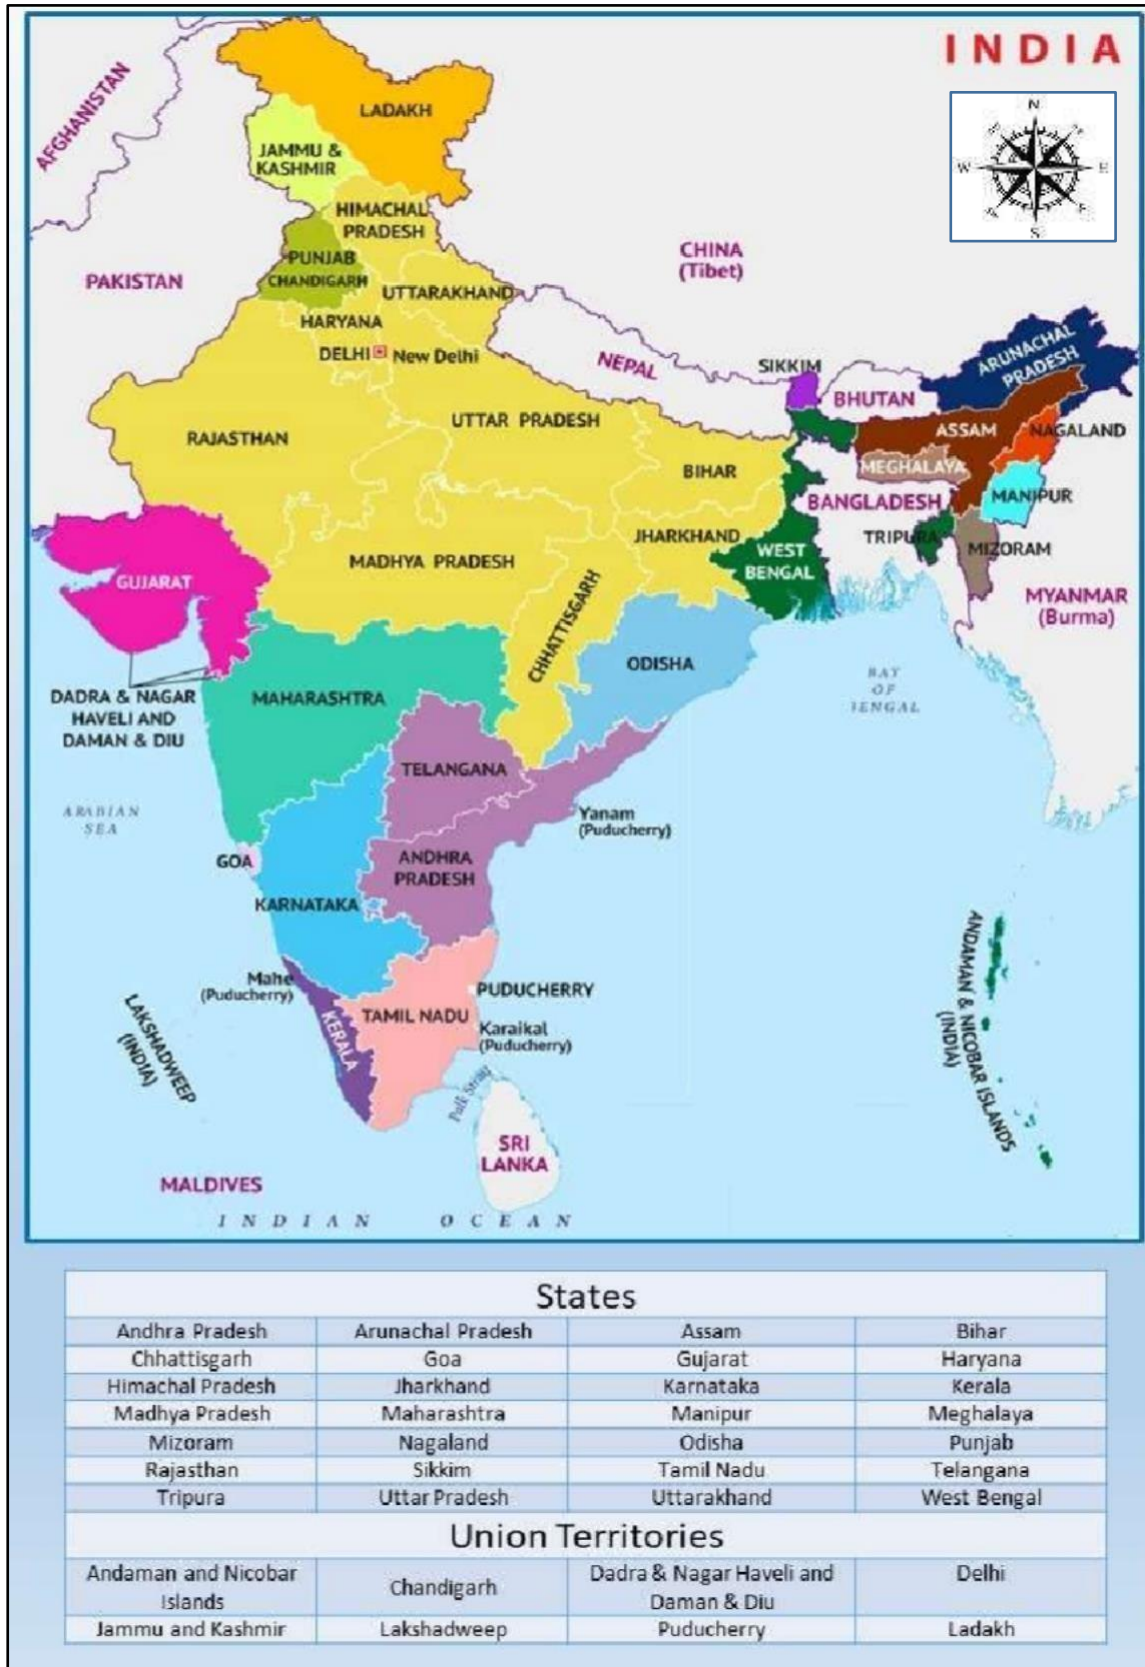 INDIA
N
W
E
S
AFGHANISTAN
LADAKH
JAMMU &
KASHMIR
HIMACHAL
PRADESH
PUNJAB
CHANDIGARH
UTTARAKHAND
HARYANA
DELHI
New Delhi
PAKISTAN
CHINA
(Tibet)
NEPAL
SIKKIM
BHUTAN
ARUNACHAL
PRADESH
ASSAM
NAGALAND
MEGHALAYA
MANIPUR
BANGLADESH
TRIPURA
MIZORAM
MYANMAR
(Burma)
RAJASTHAN
UTTAR PRADESH
BIHAR
JHARKHAND
WEST
BENGAL
GUJARAT
MADHYA PRADESH
CHHATTISGARH
ODISHA
DADRA & NAGAR
HAVELI AND
DAMAN & DIU
MAHARASHTRA
BAY
OF
BENGAL
TELANGANA
ARABIAN
SEA
Yanam
(Puducherry)
GOA
ANDHRA
PRADESH
KARNATAKA
Mahe
(Puducherry)
PUDUCHERRY
TAMIL NADU
KERALA
Karaikal
(Puducherry)
LAKSHADWEEP
(INDIA)
ANDAMAN & NICOBAR ISLANDS
(INDIA)
Palk Strait
SRI
LANKA
MALDIVES
INDIAN OCEAN
States
Andhra Pradesh Arunachal Pradesh Assam Bihar
Chhattisgarh Goa Gujarat Haryana
Himachal Pradesh Jharkhand Karnataka Kerala
Madhya Pradesh Maharashtra Manipur Meghalaya
Mizoram Nagaland Odisha Punjab
Rajasthan Sikkim Tamil Nadu Telangana
Tripura Uttar Pradesh Uttarakhand West Bengal
Union Territories
Andaman and Nicobar
Islands
Chandigarh
Dadra & Nagar Haveli and
Daman & Diu
Delhi
Jammu and Kashmir Lakshadweep Puducherry Ladakh